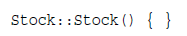 Stock::Stock() { }